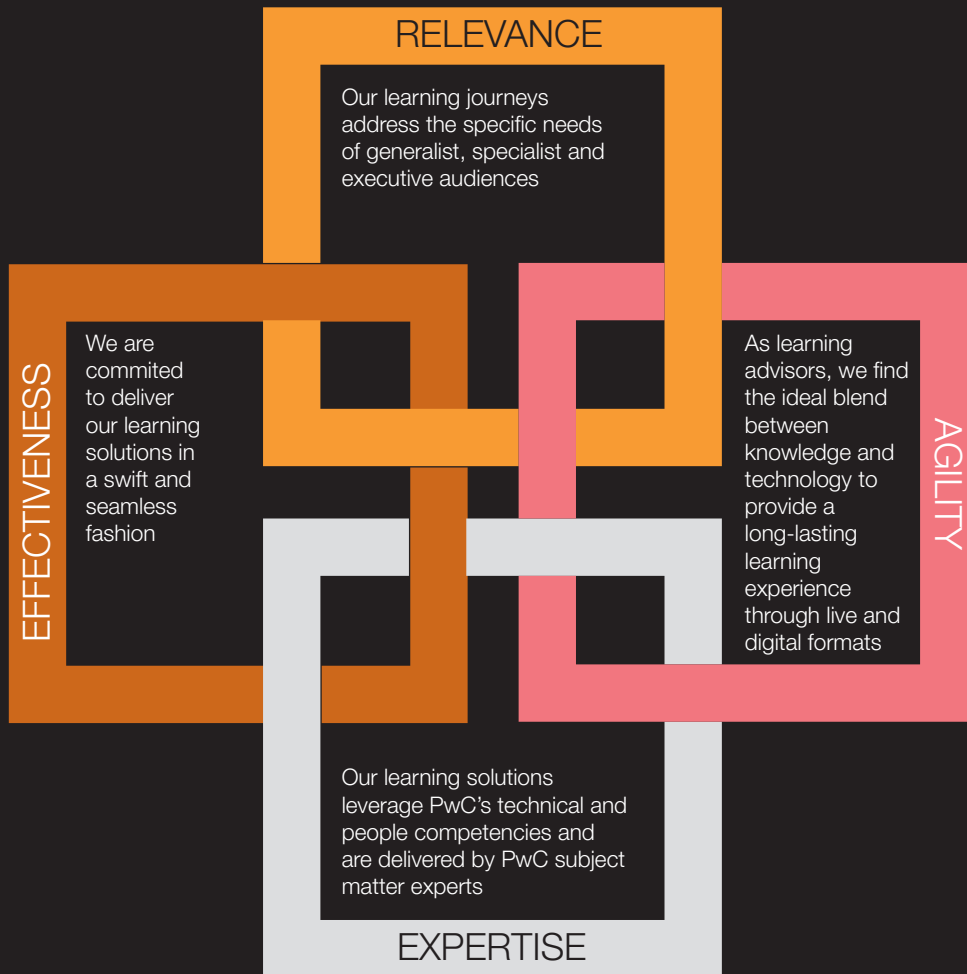 RELEVANCE
Our learning journeys
address the specific needs
of generalist, specialist and
executive audiences
EFFECTIVENESS
We are
commited
to deliver
our learning
solutions in
a swift and
seamless
fashion
As learning
advisors, we find
the ideal blend
between
knowledge and
technology to
provide a
long-lasting
learning
experience
through live and
digital formats
AGILITY
Our learning solutions
leverage PwC’s technical and
people competencies and
are delivered by PwC subject
matter experts
EXPERTISE